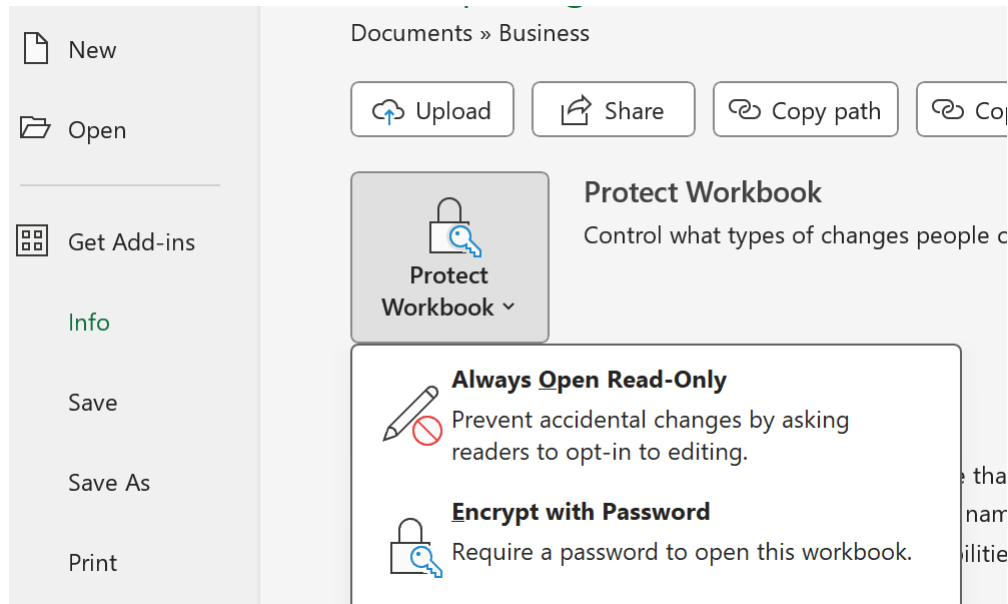 New
Open
Get Add-ins
Info
Save
Save As
Print
Documents » Business
Upload
Share
Copy path
Protect Workbook
Protect Workbook
Control what types of changes people
Always Open Read-Only
Prevent accidental changes by asking
readers to opt-in to editing.
Encrypt with Password
Require a password to open this workbook.